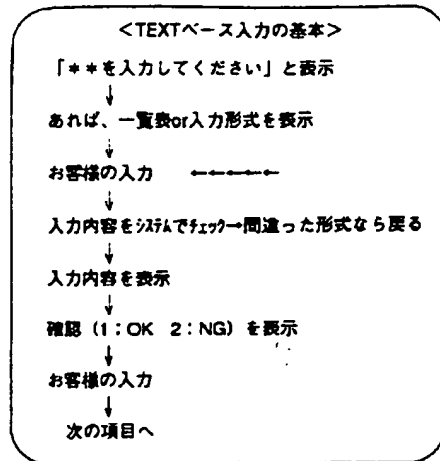 <TEXTベース入力の基本>
「**を入力してください」と表示
↓
あれば、一覧表or入力形式を表示
↓
お客様の入力 ←←←←←
↓
入力内容をシステムでチェック→間違った形式なら戻る
↓
入力内容を表示
↓
確認(1:OK 2:NG)を表示
↓
お客様の入力
↓
次の項目へ